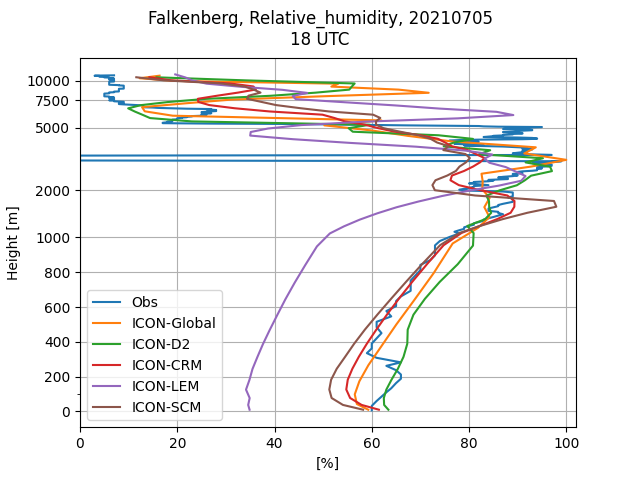 Falkenberg, Relative_humidity, 20210705
18 UTC
Height [m]
10000
7500
5000
2000
1000
800
600
400
200
0
Obs
ICON-Global
ICON-D2
ICON-CRM
ICON-LEM
ICON-SCM
0 20 40 60 80 100
[%]